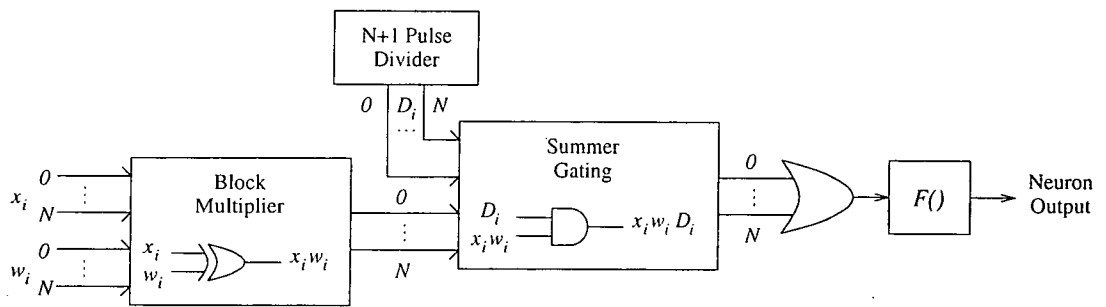 N+1 Pulse
Divider
0 D_i N
...
Summer
Gating
D_i
x_i w_i
x_i w_i D_i
Block
Multiplier
x_i
w_i
x_i w_i
x_i
0
⋮
N
w_i
0
⋮
N
0
⋮
N
0
⋮
N
F()
Neuron
Output